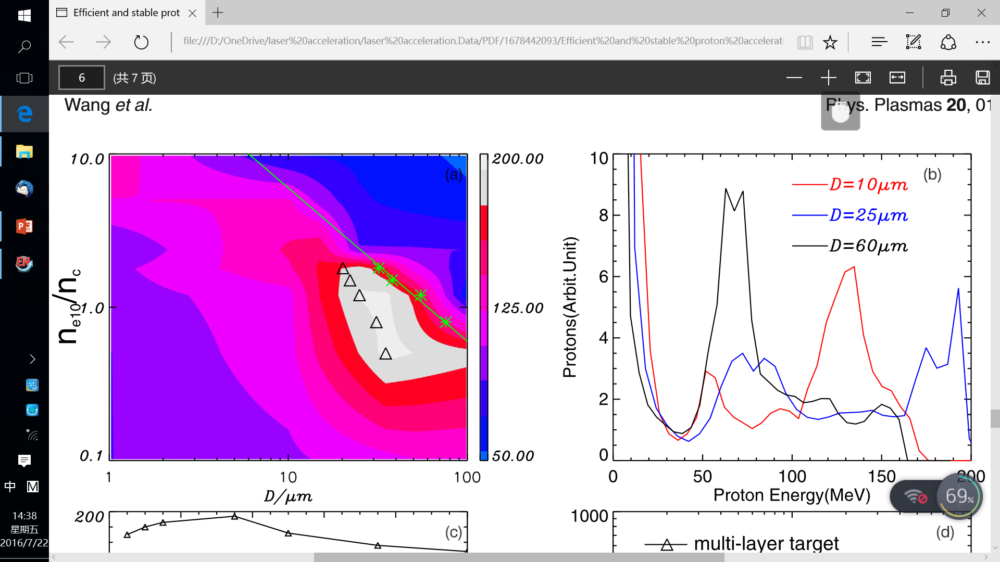 Efficient and stable prot
file:///D:/OneDrive/laser%20acceleration/laser%20acceleration.Data/PDF/1678442093/Efficient%20and%20stable%20proton%20accelerati
6 (共 7 页)
Wang et al.
Phys. Plasmas 20, 01
10.0
1.0
0.1
ne10/nc
1 10 100
D/μm
(a)
200.00
125.00
50.00
10
8
6
4
2
0
Protons(Arbit.Unit)
(b)
D=10μm
D=25μm
D=60μm
0 50 100 150 200
Proton Energy(MeV)
200
(c)
1000
(d)
multi-layer target
69%
P
EN
中 M
14:38
星期五
2016/7/22